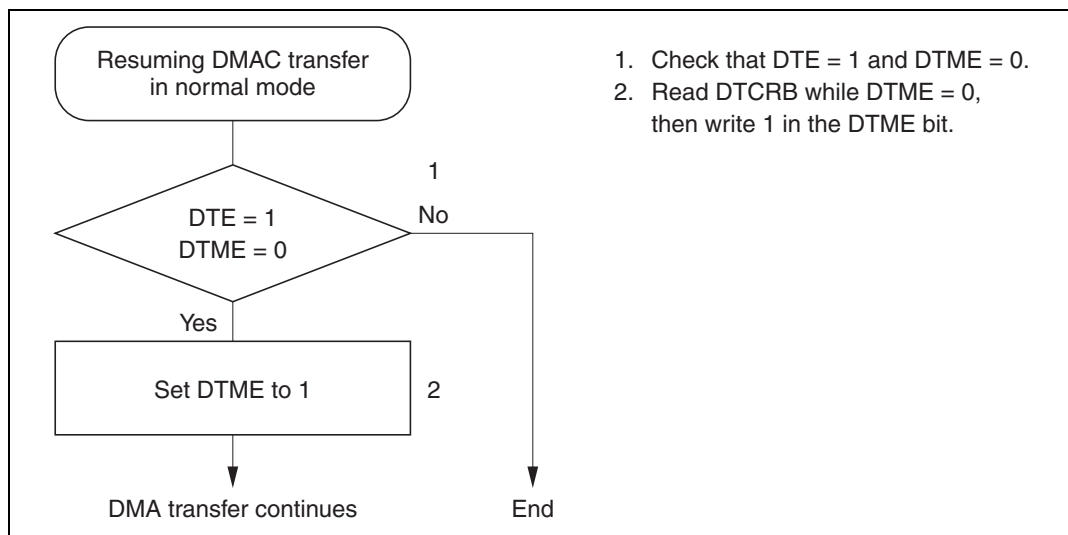 Resuming DMAC transfer
in normal mode
1. Check that DTE = 1 and DTME = 0.
2. Read DTCRB while DTME = 0,
then write 1 in the DTME bit.
1
DTE = 1
DTME = 0
No
Yes
Set DTME to 1
2
DMA transfer continues
End